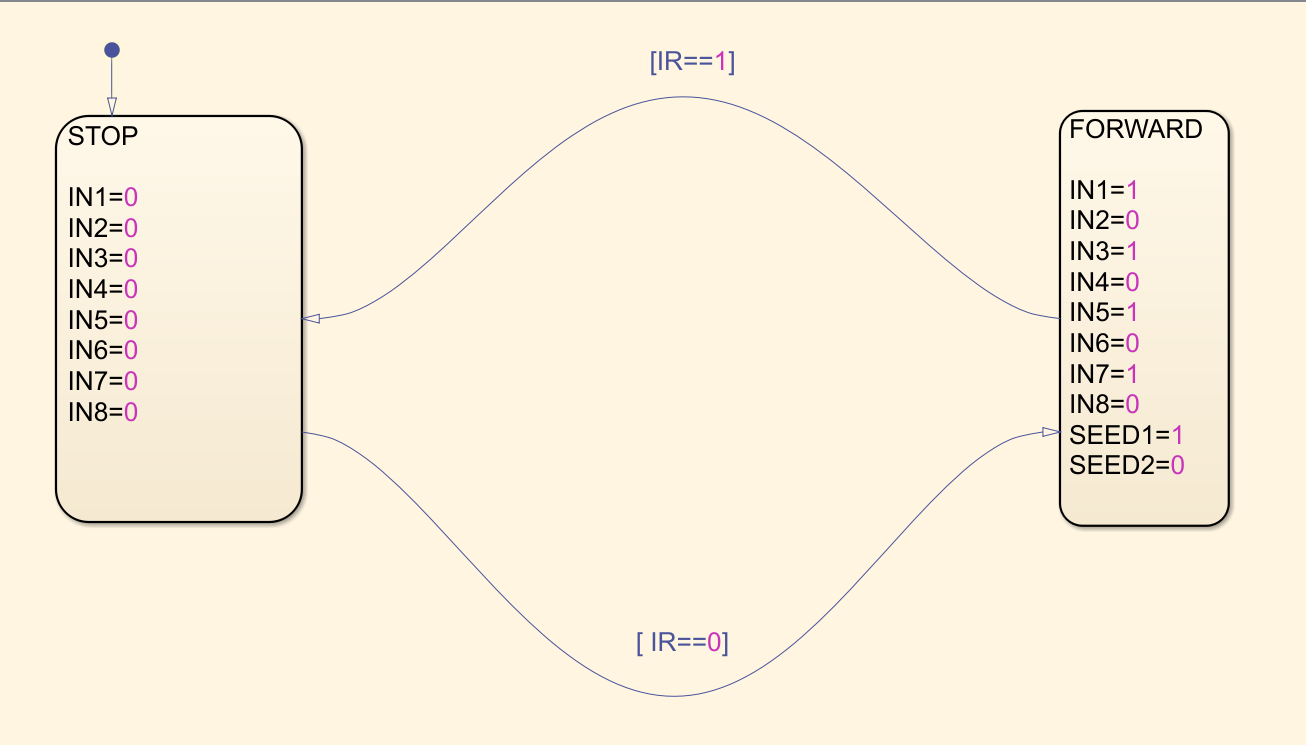 [IR==1]
STOP
IN1=0
IN2=0
IN3=0
IN4=0
IN5=0
IN6=0
IN7=0
IN8=0
FORWARD
IN1=1
IN2=0
IN3=1
IN4=0
IN5=1
IN6=0
IN7=1
IN8=0
SEED1=1
SEED2=0
[ IR==0]